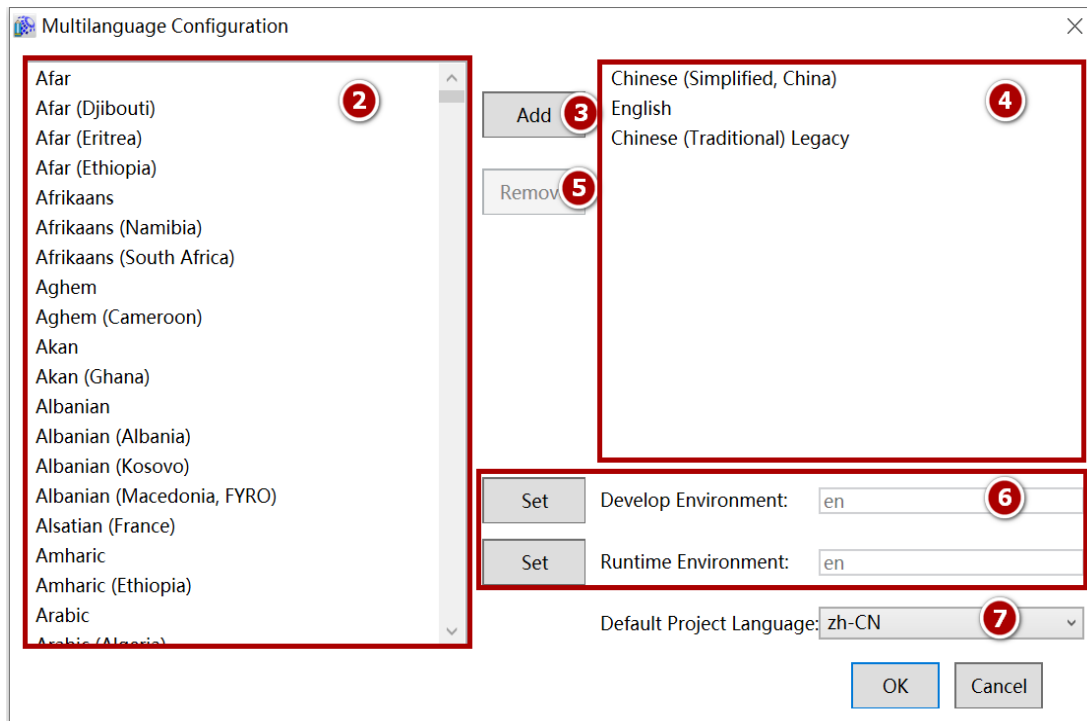 Multilanguage Configuration
Afar
Afar (Djibouti)
Afar (Eritrea)
Afar (Ethiopia)
Afrikaans
Afrikaans (Namibia)
Afrikaans (South Africa)
Aghem
Aghem (Cameroon)
Akan
Akan (Ghana)
Albanian
Albanian (Albania)
Albanian (Kosovo)
Albanian (Macedonia, FYRO)
Alsatian (France)
Amharic
Amharic (Ethiopia)
Arabic
Arabic (Algeria)
2
Add 3
Remov 5
Chinese (Simplified, China)
English
Chinese (Traditional) Legacy
4
Set Develop Environment: en 6
Set Runtime Environment: en
Default Project Language: zh-CN 7
OK Cancel